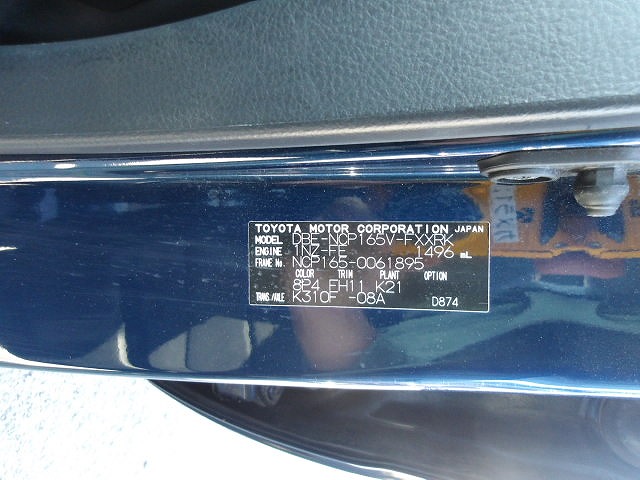 TOYOTA MOTOR CORPORATION JAPAN
MODEL DBE-NCP165V-FXXRK
ENGINE 1NZ-FE 1496 mL
FRAME No. NCP165-0061895
COLOR TRIM PLANT OPTION
8P4 EH11 K21
TRANS./AXLE K310F -08A D874